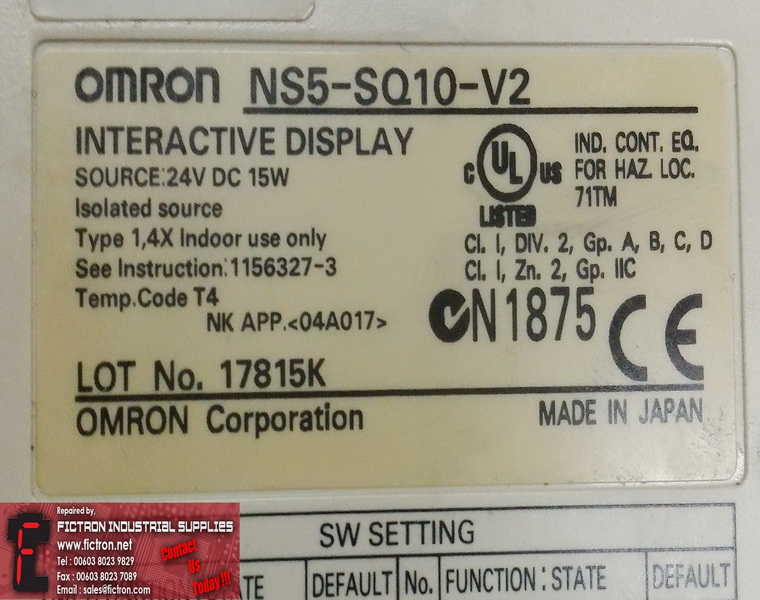 OMRON NS5-SQ10-V2
INTERACTIVE DISPLAY
SOURCE:24V DC 15W
Isolated source
Type 1,4X Indoor use only
See Instruction:1156327-3
Temp.Code T4
NK APP.<04A017>
C UL US
LISTED
IND. CONT. EQ.
FOR HAZ. LOC.
71TM
Cl. I, DIV. 2, Gp. A, B, C, D
Cl. I, Zn. 2, Gp. IIC
N1875 CE
LOT No. 17815K
OMRON Corporation
MADE IN JAPAN
SW SETTING
DEFAULT No. FUNCTION : STATE DEFAULT
Repaired by,
FICTRON INDUSTRIAL SUPPLIES
www.fictron.net
Tel : 00603 8023 9829
Fax : 00603 8023 7089
Email : sales@fictron.com
Contact
Us
Today !!!